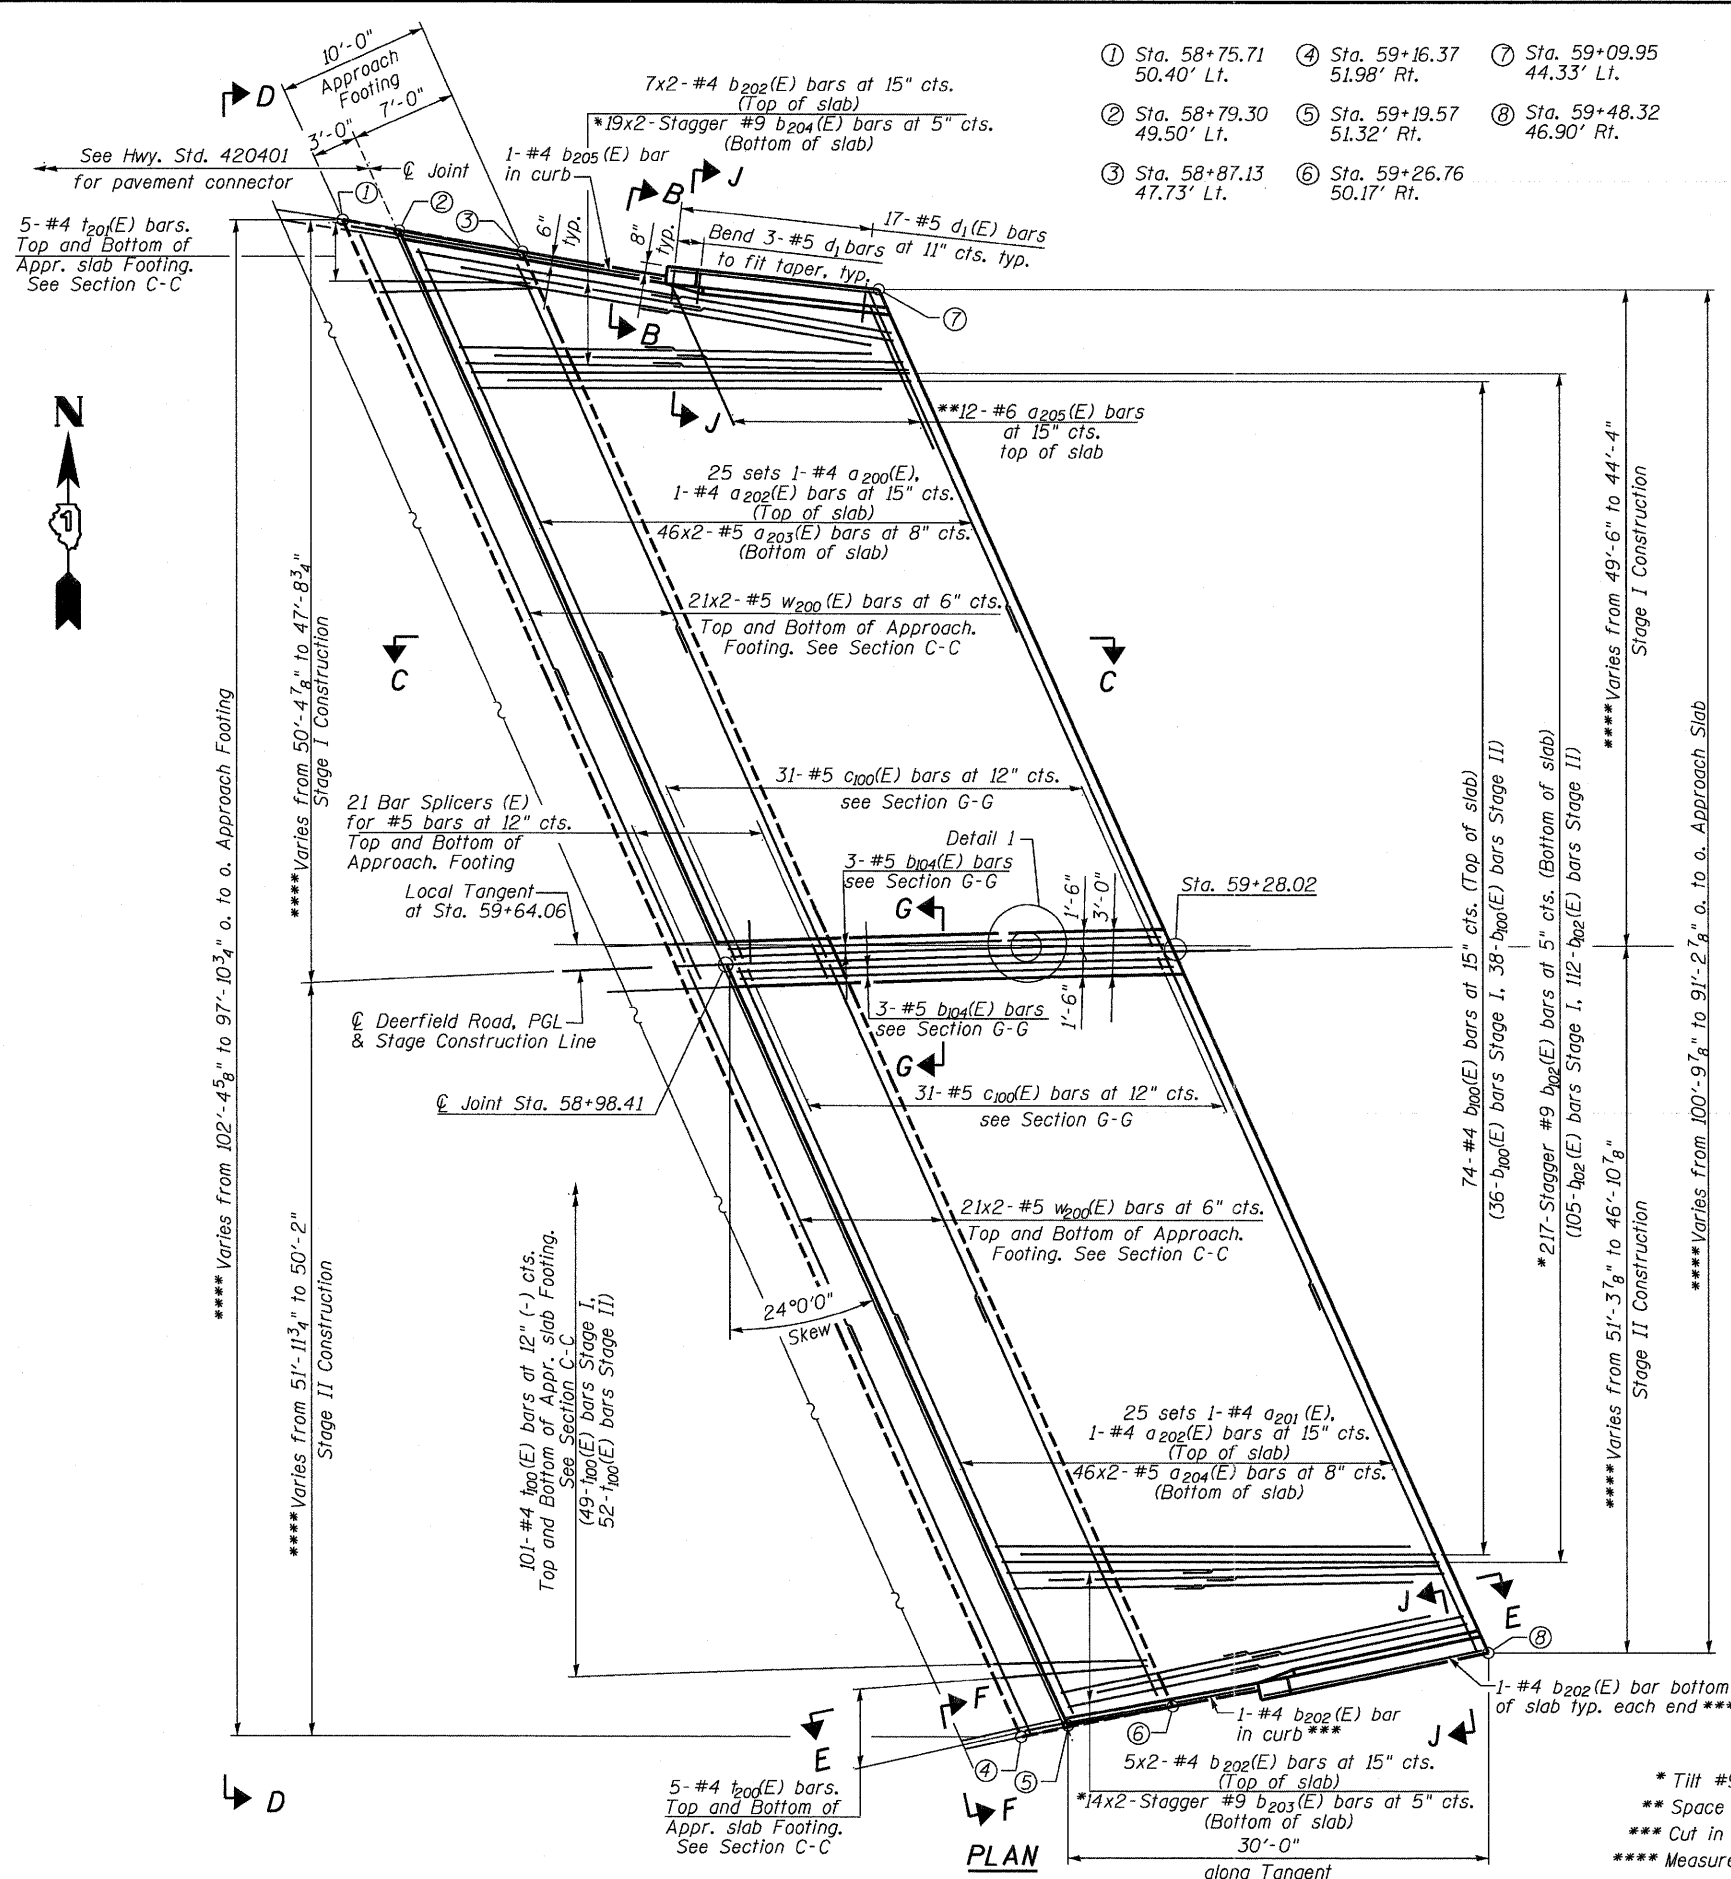 ① Sta. 58+75.71
50.40' Lt.
② Sta. 58+79.30
49.50' Lt.
③ Sta. 58+87.13
47.73' Lt.
④ Sta. 59+16.37
51.98' Rt.
⑤ Sta. 59+19.57
51.32' Rt.
⑥ Sta. 59+26.76
50.17' Rt.
⑦ Sta. 59+09.95
44.33' Lt.
⑧ Sta. 59+48.32
46.90' Rt.
10'-0"
Approach
Footing
7'-0"
3'-0"
D
See Hwy. Std. 420401
for pavement connector
℄ Joint
①
②
③
7x2-#4 b202(E) bars at 15" cts.
(Top of slab)
*19x2-Stagger #9 b204(E) bars at 5" cts.
(Bottom of slab)
1-#4 b205(E) bar
in curb
B
J
6"
typ.
8"
typ.
17-#5 d1(E) bars
Bend 3-#5 d1 bars at 11" cts. typ.
to fit taper, typ.
⑦
B
J
5-#4 t201(E) bars.
Top and Bottom of
Appr. slab Footing.
See Section C-C
N
1
**12-#6 a205(E) bars
at 15" cts.
top of slab
25 sets 1-#4 a200(E),
1-#4 a202(E) bars at 15" cts.
(Top of slab)
46x2-#5 a203(E) bars at 8" cts.
(Bottom of slab)
21x2-#5 w200(E) bars at 6" cts.
Top and Bottom of Approach.
Footing. See Section C-C
C
C
****Varies from 102'-4 5/8" to 97'-10 3/4" o. to o. Approach Footing
****Varies from 50'-4 7/8" to 47'-8 3/4"
Stage I Construction
****Varies from 49'-6" to 44'-4"
Stage I Construction
****Varies from 100'-9 7/8" to 91'-2 7/8" o. to o. Approach Slab
31-#5 c100(E) bars at 12" cts.
see Section G-G
21 Bar Splicers (E)
for #5 bars at 12" cts.
Top and Bottom of
Approach. Footing
Detail 1
3-#5 b104(E) bars
see Section G-G
Local Tangent
at Sta. 59+64.06
G
1'-6"
3'-0"
1'-6"
Sta. 59+28.02
℄ Deerfield Road, PGL
& Stage Construction Line
3-#5 b104(E) bars
see Section G-G
G
℄ Joint Sta. 58+98.41
31-#5 c100(E) bars at 12" cts.
see Section G-G
74-#4 b100(E) bars at 15" cts. (Top of slab)
(36-b100(E) bars Stage I, 38-b100(E) bars Stage II)
*217-Stagger #9 b102(E) bars at 5" cts. (Bottom of slab)
(105-b102(E) bars Stage I, 112-b102(E) bars Stage II)
****Varies from 51'-11 3/4" to 50'-2"
Stage II Construction
****Varies from 51'-3 7/8" to 46'-10 7/8"
Stage II Construction
21x2-#5 w200(E) bars at 6" cts.
Top and Bottom of Approach.
Footing. See Section C-C
24°0'0"
Skew
101-#4 t100(E) bars at 12" (-) cts.
Top and Bottom of Appr. slab Footing.
See Section C-C
(49-t100(E) bars Stage I,
52-t100(E) bars Stage II)
25 sets 1-#4 a201(E),
1-#4 a202(E) bars at 15" cts.
(Top of slab)
46x2-#5 a204(E) bars at 8" cts.
(Bottom of slab)
J
E
⑧
1-#4 b202(E) bar bottom
of slab typ. each end ***
F
E
⑥
④
⑤
1-#4 b202(E) bar
in curb ***
J
D
F
5-#4 t200(E) bars.
Top and Bottom of
Appr. slab Footing.
See Section C-C
5x2-#4 b202(E) bars at 15" cts.
(Top of slab)
*14x2-Stagger #9 b203(E) bars at 5" cts.
(Bottom of slab)
30'-0"
along Tangent
PLAN
* Tilt #9
** Space
*** Cut in
**** Measure